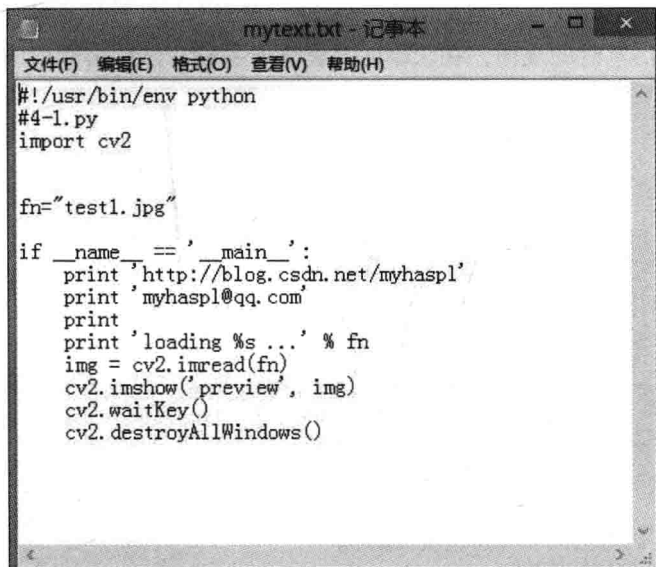 mytext.txt - 记事本
文件(F) 编辑(E) 格式(O) 查看(V) 帮助(H)
#!/usr/bin/env python
#4-1.py
import cv2
fn="test1.jpg"
if __name__ == '__main__':
    print 'http://blog.csdn.net/myhaspl'
    print 'myhaspl@qq.com'
    print
    print 'loading %s ...' % fn
    img = cv2.imread(fn)
    cv2.imshow('preview', img)
    cv2.waitKey()
    cv2.destroyAllWindows()